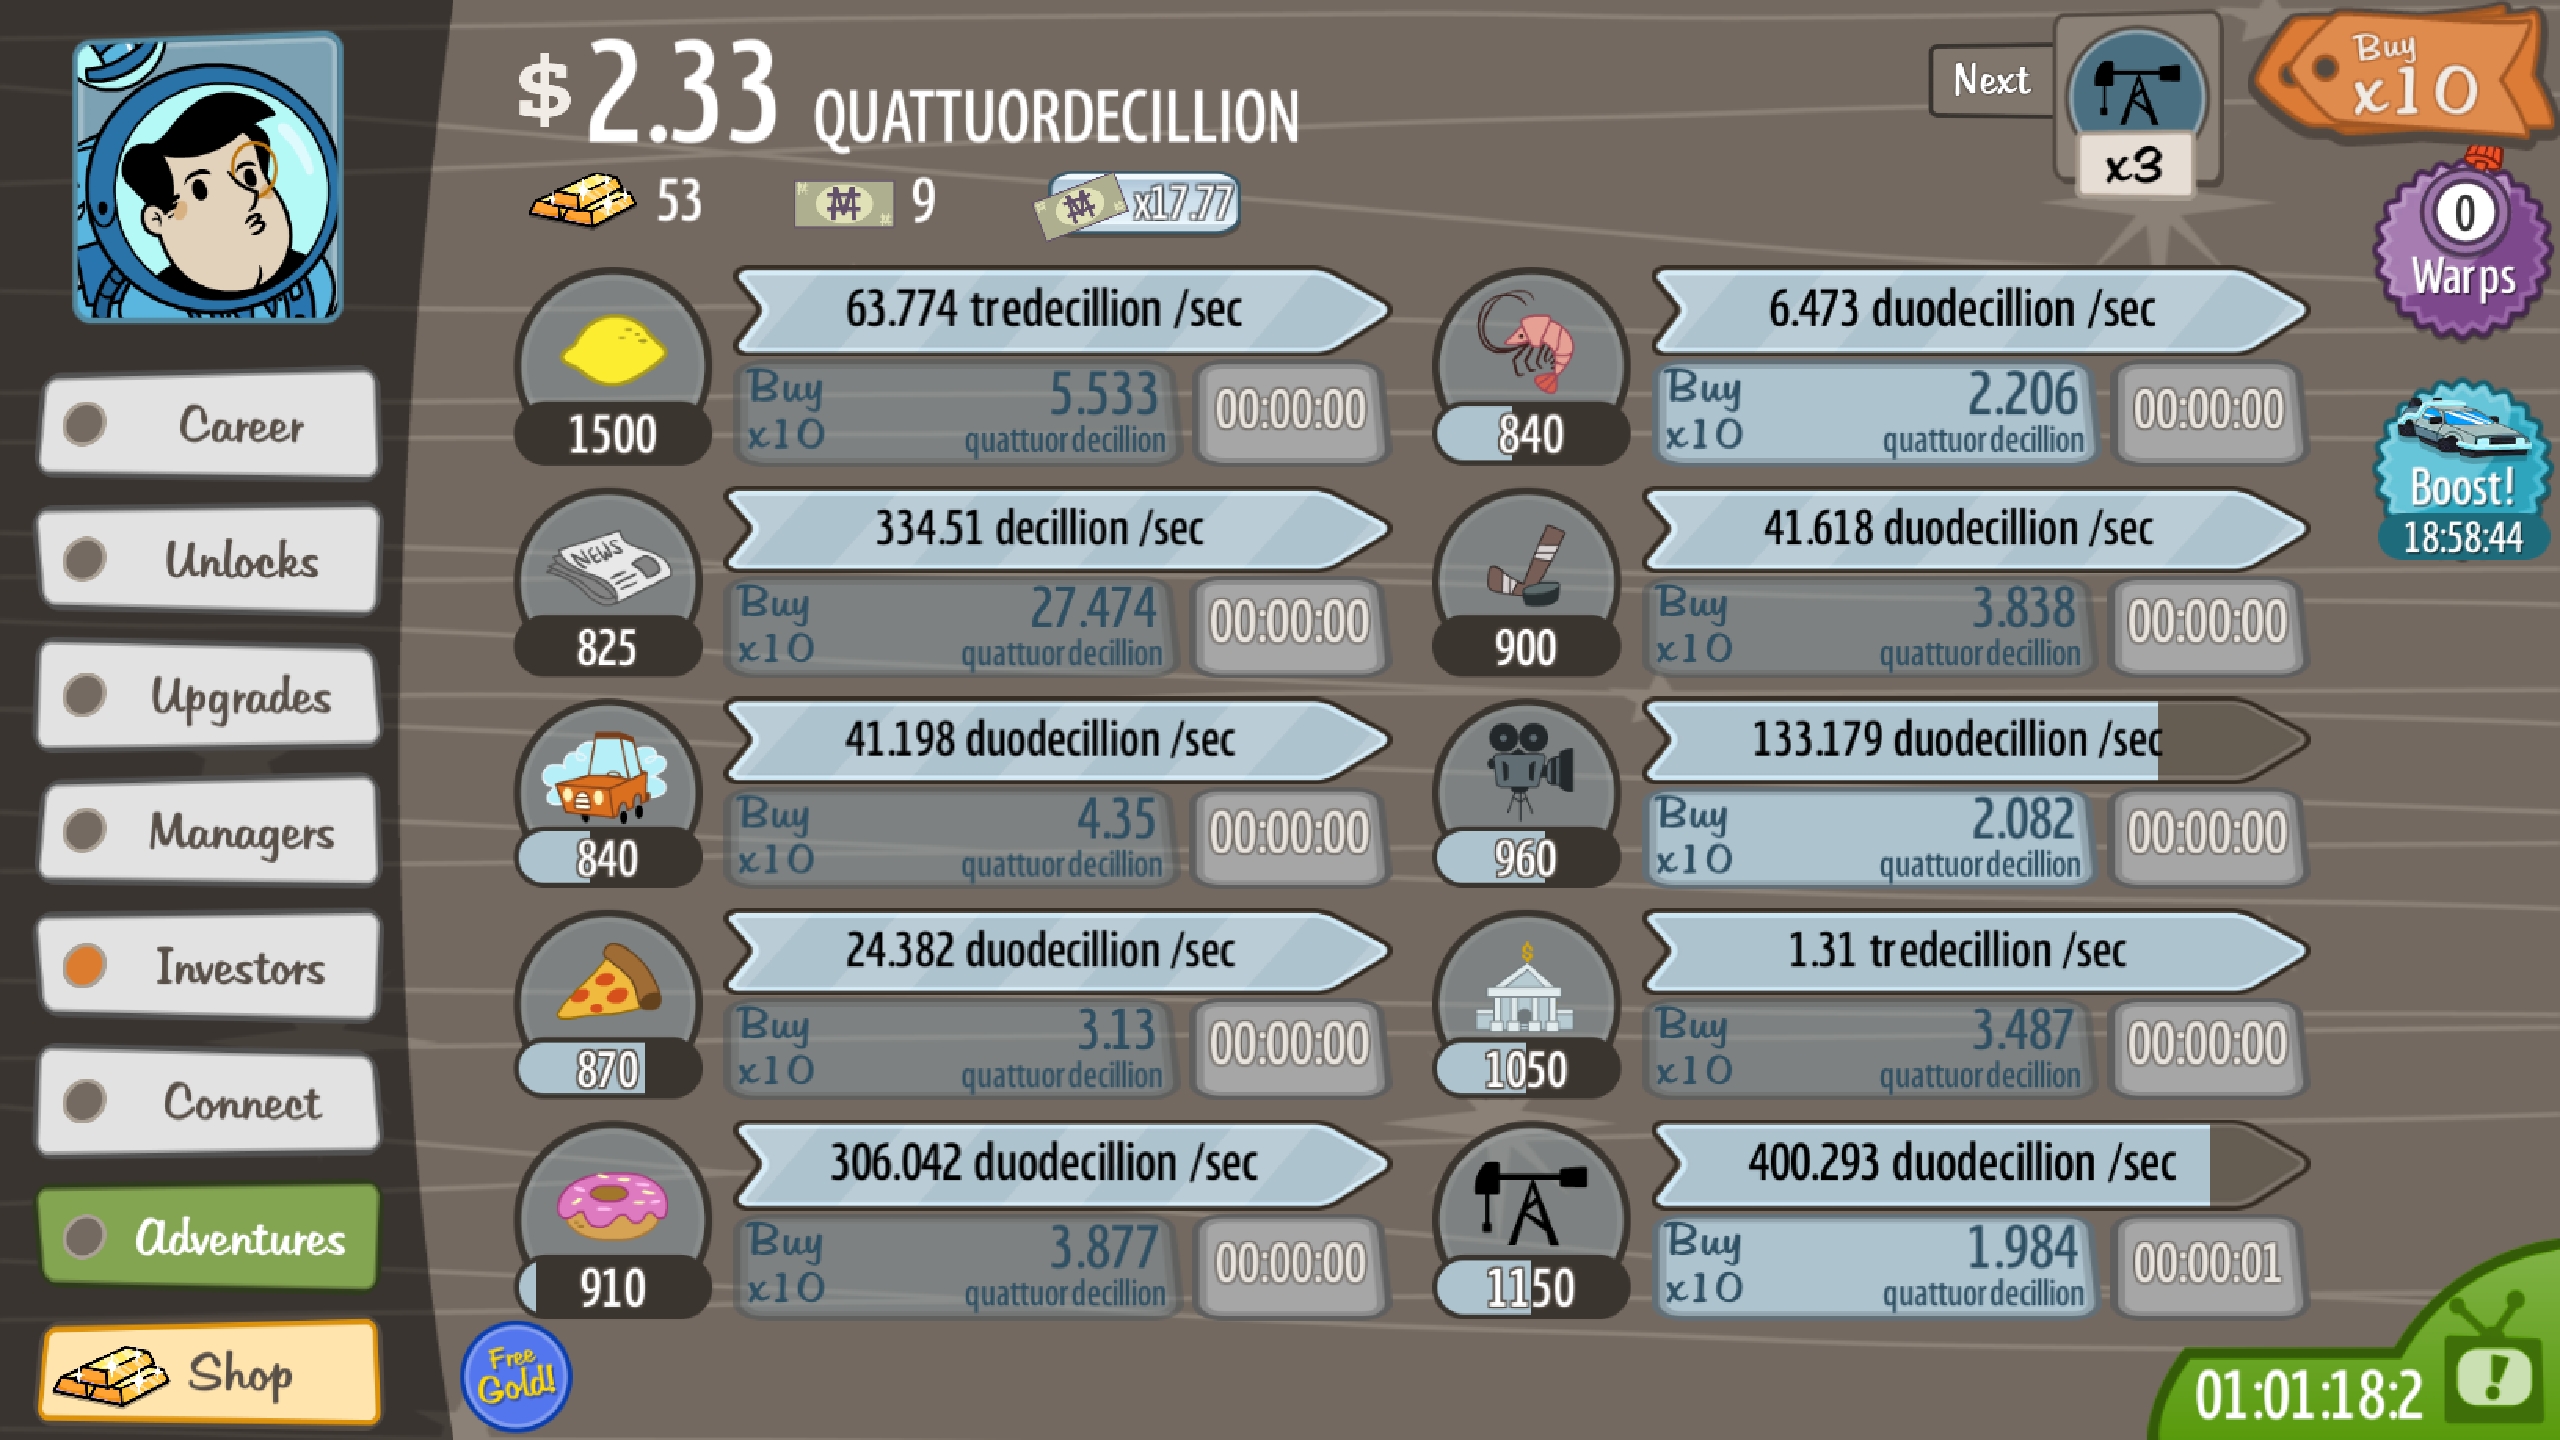 $2.33 QUATTUORDECILLION
Next
x3
Buy
x10
53
9
x17.77
0
Warps
Boost!
18:58:44
Career
Unlocks
Upgrades
Managers
Investors
Connect
Adventures
Shop
63.774 tredecillion /sec
1500
Buy
x10
5.533
quattuordecillion
00:00:00
6.473 duodecillion /sec
840
Buy
x10
2.206
quattuordecillion
00:00:00
NEWS
334.51 decillion /sec
825
Buy
x10
27.474
quattuordecillion
00:00:00
41.618 duodecillion /sec
900
Buy
x10
3.838
quattuordecillion
00:00:00
41.198 duodecillion /sec
840
Buy
x10
4.35
quattuordecillion
00:00:00
133.179 duodecillion /sec
960
Buy
x10
2.082
quattuordecillion
00:00:00
24.382 duodecillion /sec
870
Buy
x10
3.13
quattuordecillion
00:00:00
$
1.31 tredecillion /sec
1050
Buy
x10
3.487
quattuordecillion
00:00:00
306.042 duodecillion /sec
910
Buy
x10
3.877
quattuordecillion
00:00:00
400.293 duodecillion /sec
1150
Buy
x10
1.984
quattuordecillion
00:00:01
Free
Gold!
01:01:18:2
!